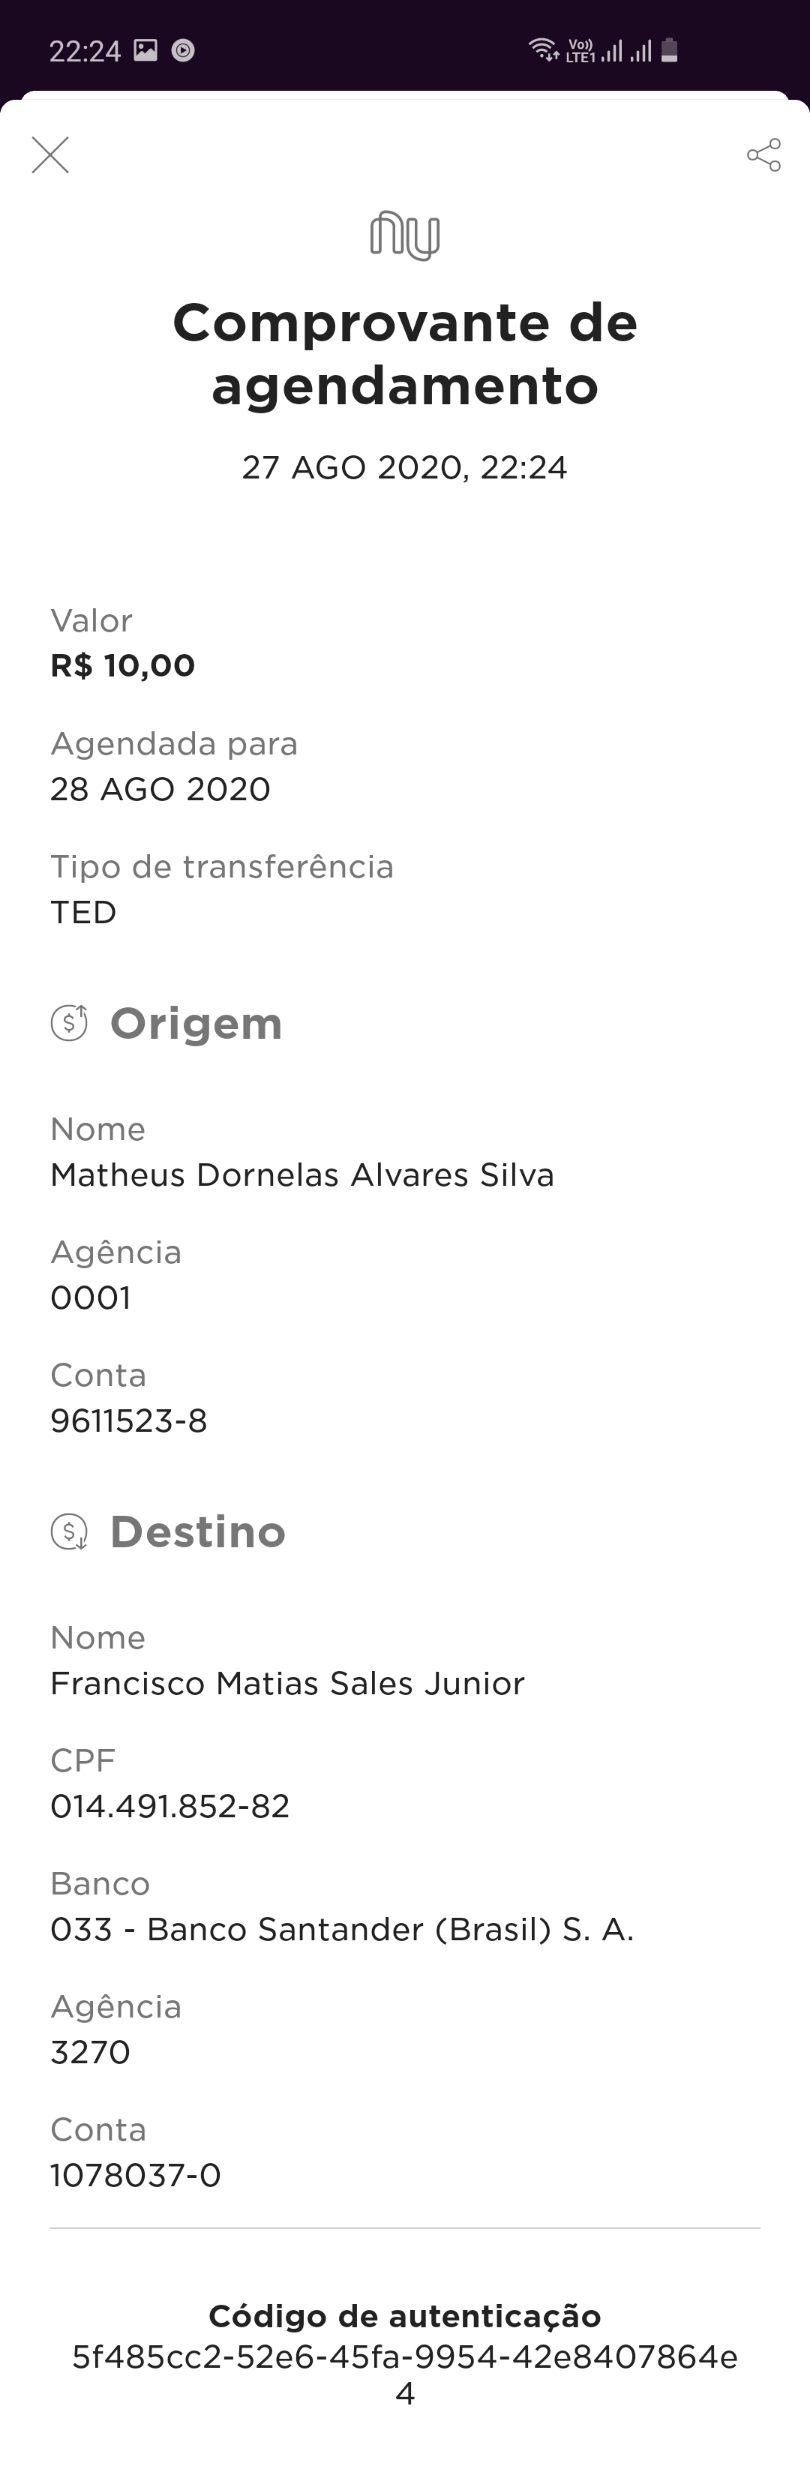 22:24
Vo))
LTE1
nu
Comprovante de
agendamento
27 AGO 2020, 22:24
Valor
R$ 10,00
Agendada para
28 AGO 2020
Tipo de transferência
TED
Origem
Nome
Matheus Dornelas Alvares Silva
Agência
0001
Conta
9611523-8
Destino
Nome
Francisco Matias Sales Junior
CPF
014.491.852-82
Banco
033 - Banco Santander (Brasil) S. A.
Agência
3270
Conta
1078037-0
Código de autenticação
5f485cc2-52e6-45fa-9954-42e8407864e
4